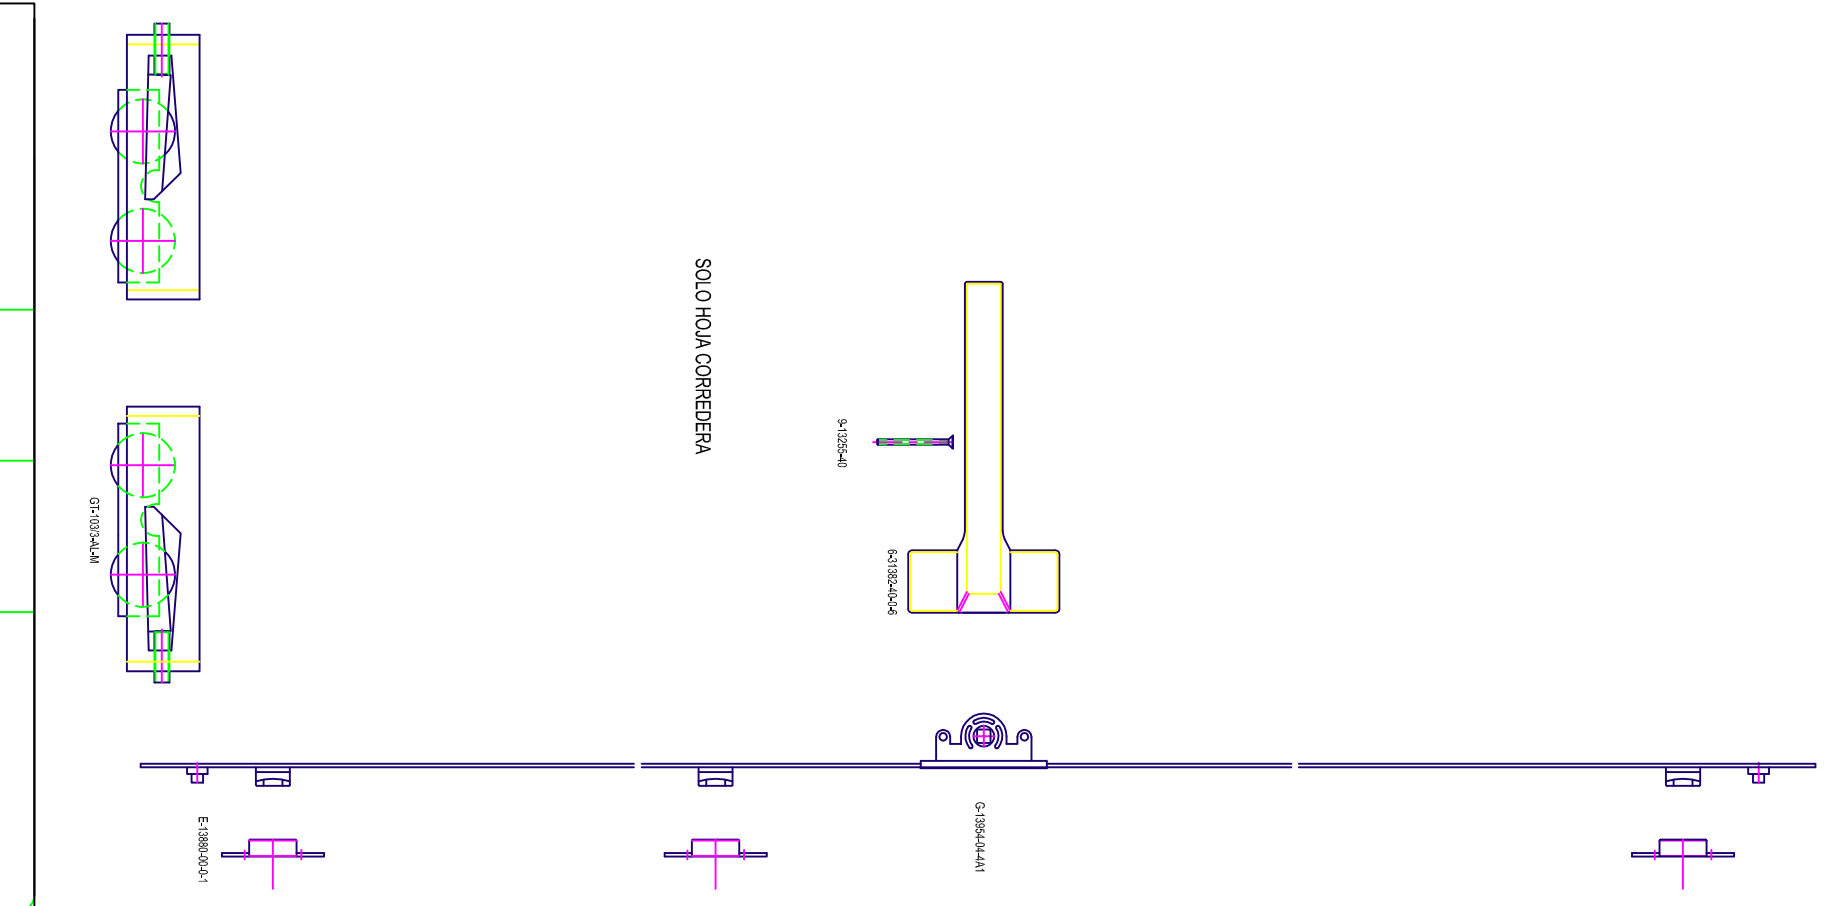 SOLO HOJA CORREDERA
9-13255-40
6-31382-40-0-6
GT-103/3-AL-M
G-13954-04-4A1
E-13880-00-0-1